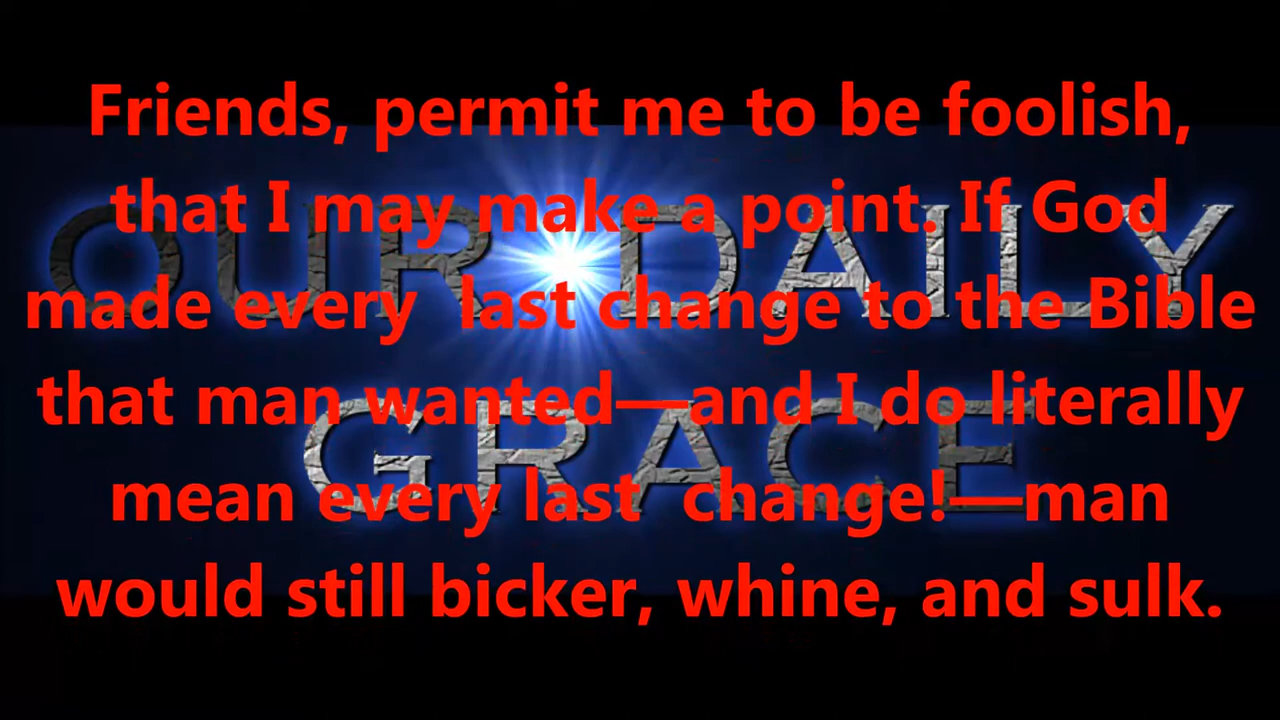 Friends, permit me to be foolish,
that I may make a point. If God
made every last change to the Bible
that man wanted—and I do literally
mean every last change!—man
would still bicker, whine, and sulk.
OUR DAILY
GRACE